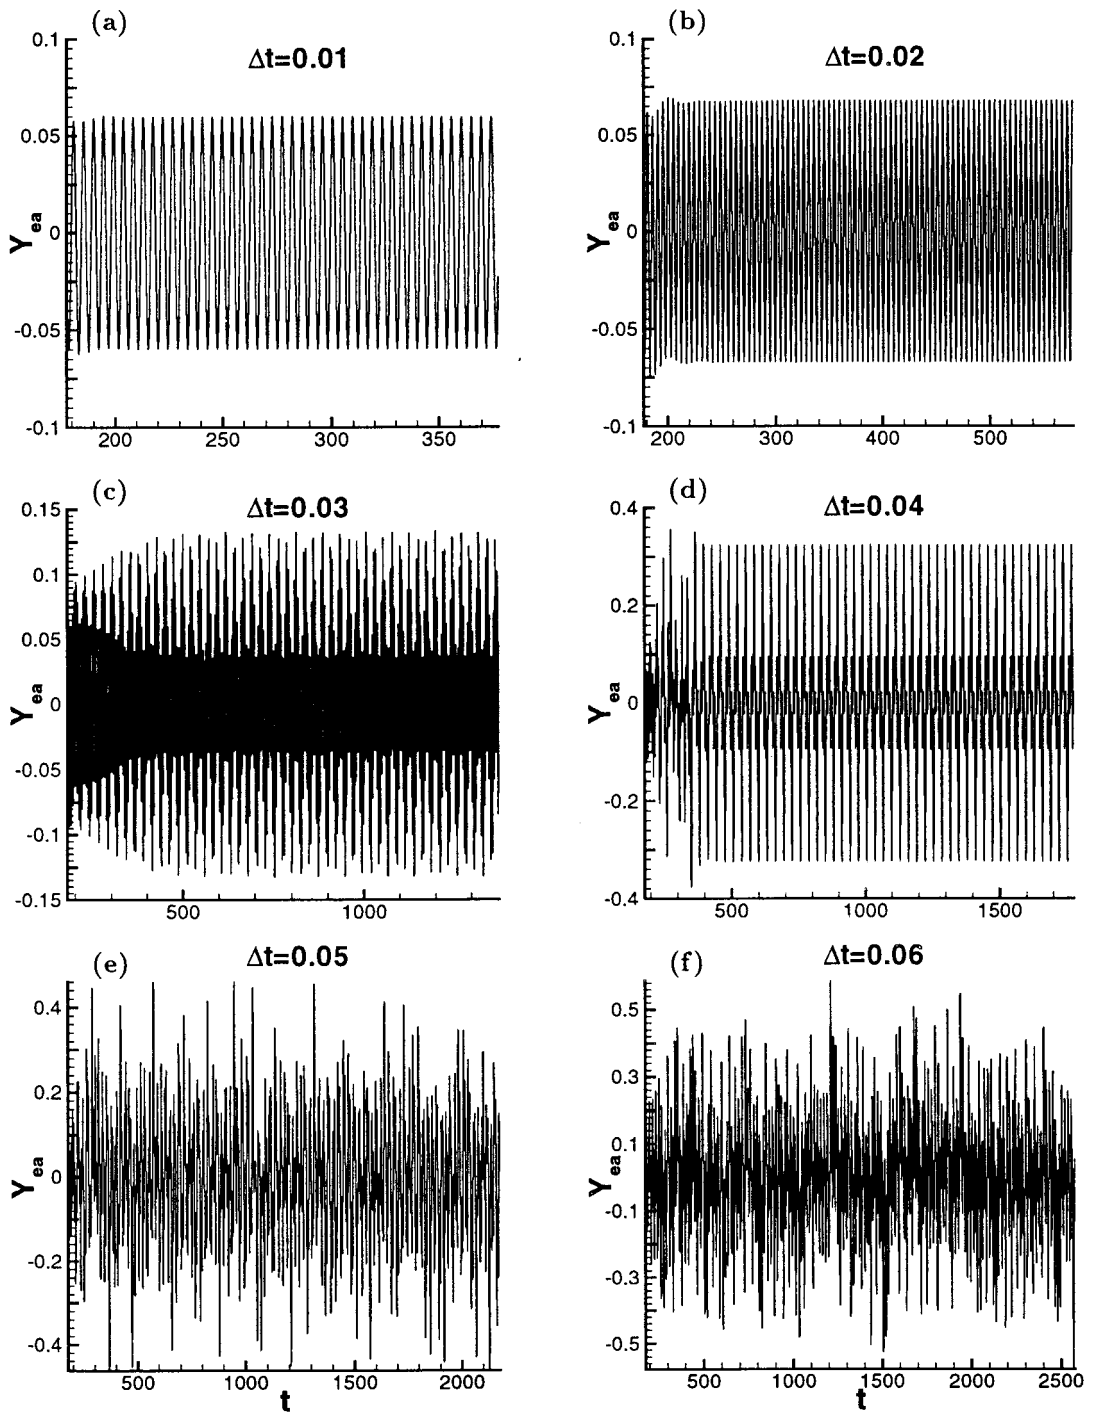 (a)
Δt=0.01
0.1
0.05
0
-0.05
-0.1
Y_ea
200 250 300 350
(b)
Δt=0.02
0.1
0.05
0
-0.05
-0.1
Y_ea
200 300 400 500
(c)
Δt=0.03
0.15
0.1
0.05
0
-0.05
-0.1
-0.15
Y_ea
500 1000
(d)
Δt=0.04
0.4
0.2
0
-0.2
-0.4
Y_ea
500 1000 1500
(e)
Δt=0.05
0.4
0.2
0
-0.2
-0.4
Y_ea
500 1000 1500 2000
t
(f)
Δt=0.06
0.5
0.3
0.1
-0.1
-0.3
-0.5
Y_ea
500 1000 1500 2000 2500
t